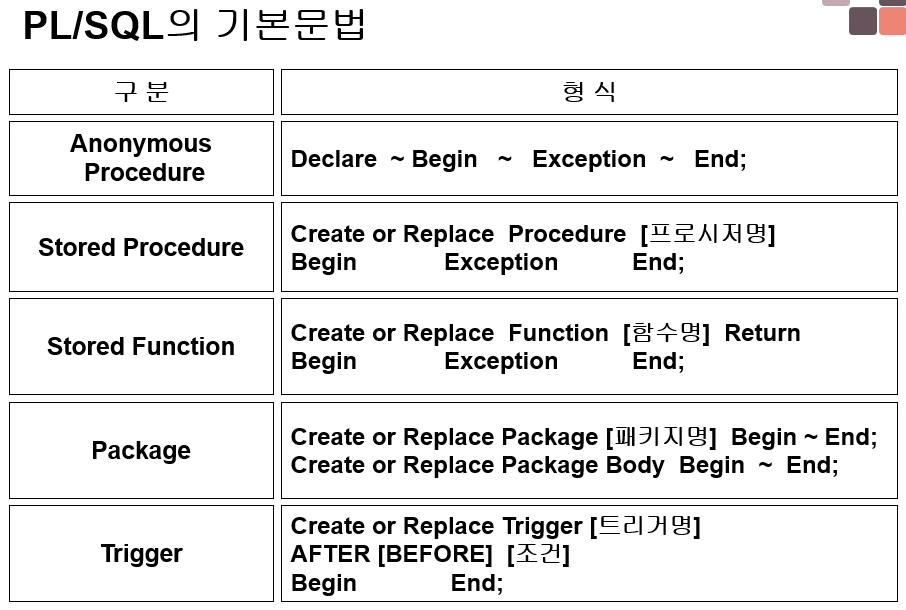 PL/SQL의 기본문법
구 분
형 식
Anonymous
Procedure
Declare ~ Begin ~ Exception ~ End;
Stored Procedure
Create or Replace Procedure [프로시저명]
Begin Exception End;
Stored Function
Create or Replace Function [함수명] Return
Begin Exception End;
Package
Create or Replace Package [패키지명] Begin ~ End;
Create or Replace Package Body Begin ~ End;
Trigger
Create or Replace Trigger [트리거명]
AFTER [BEFORE] [조건]
Begin End;